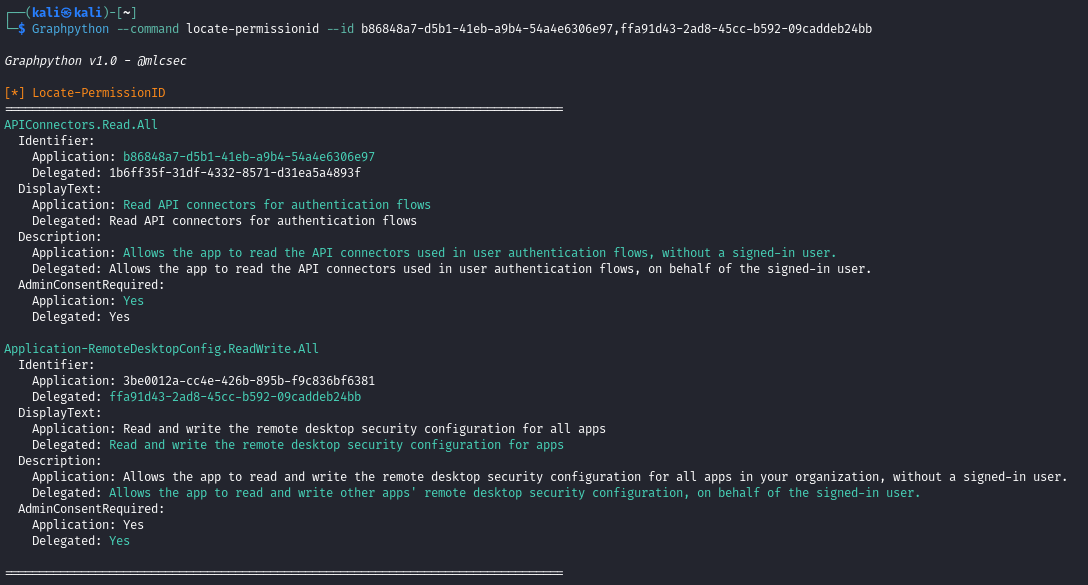 ┌──(kali㉿kali)-[~]
└─$ Graphpython --command locate-permissionid --id b86848a7-d5b1-41eb-a9b4-54a4e6306e97,ffa91d43-2ad8-45cc-b592-09caddeb24bb
Graphpython v1.0 - @mlcsec
[*] Locate-PermissionID
================================================================================
APIConnectors.Read.All
Identifier:
Application: b86848a7-d5b1-41eb-a9b4-54a4e6306e97
Delegated: 1b6ff35f-31df-4332-8571-d31ea5a4893f
DisplayText:
Application: Read API connectors for authentication flows
Delegated: Read API connectors for authentication flows
Description:
Application: Allows the app to read the API connectors used in user authentication flows, without a signed-in user.
Delegated: Allows the app to read the API connectors used in user authentication flows, on behalf of the signed-in user.
AdminConsentRequired:
Application: Yes
Delegated: Yes
Application-RemoteDesktopConfig.ReadWrite.All
Identifier:
Application: 3be0012a-cc4e-426b-895b-f9c836bf6381
Delegated: ffa91d43-2ad8-45cc-b592-09caddeb24bb
DisplayText:
Application: Read and write the remote desktop security configuration for all apps
Delegated: Read and write the remote desktop security configuration for apps
Description:
Application: Allows the app to read and write the remote desktop security configuration for all apps in your organization, without a signed-in user.
Delegated: Allows the app to read and write other apps' remote desktop security configuration, on behalf of the signed-in user.
AdminConsentRequired:
Application: Yes
Delegated: Yes
================================================================================